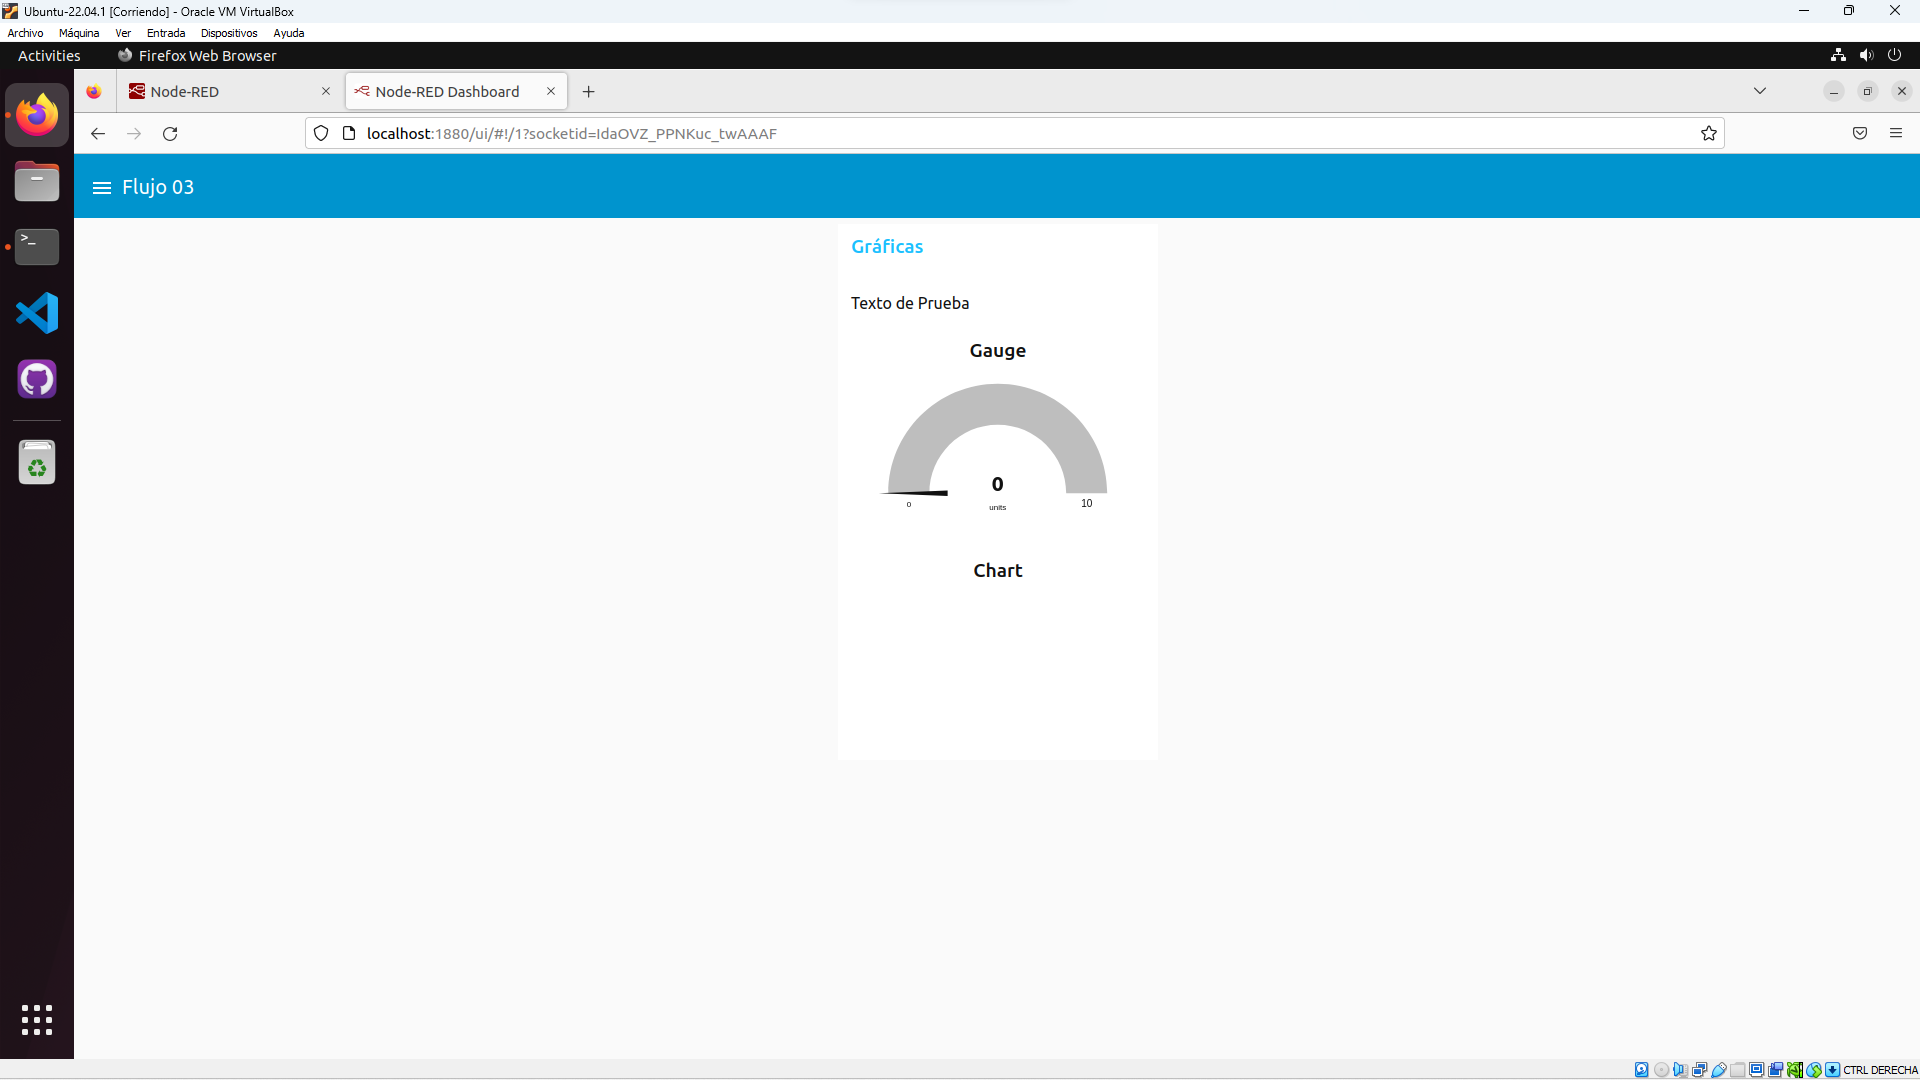 Ubuntu-22.04.1 [Corriendo] - Oracle VM VirtualBox
Archivo Máquina Ver Entrada Dispositivos Ayuda
Activities Firefox Web Browser
Node-RED Node-RED Dashboard
localhost:1880/ui/#!/1?socketid=IdaOVZ_PPNKuc_twAAAF
Flujo 03
Gráficas
Texto de Prueba
Gauge
0
0 units 10
Chart
CTRL DERECHA